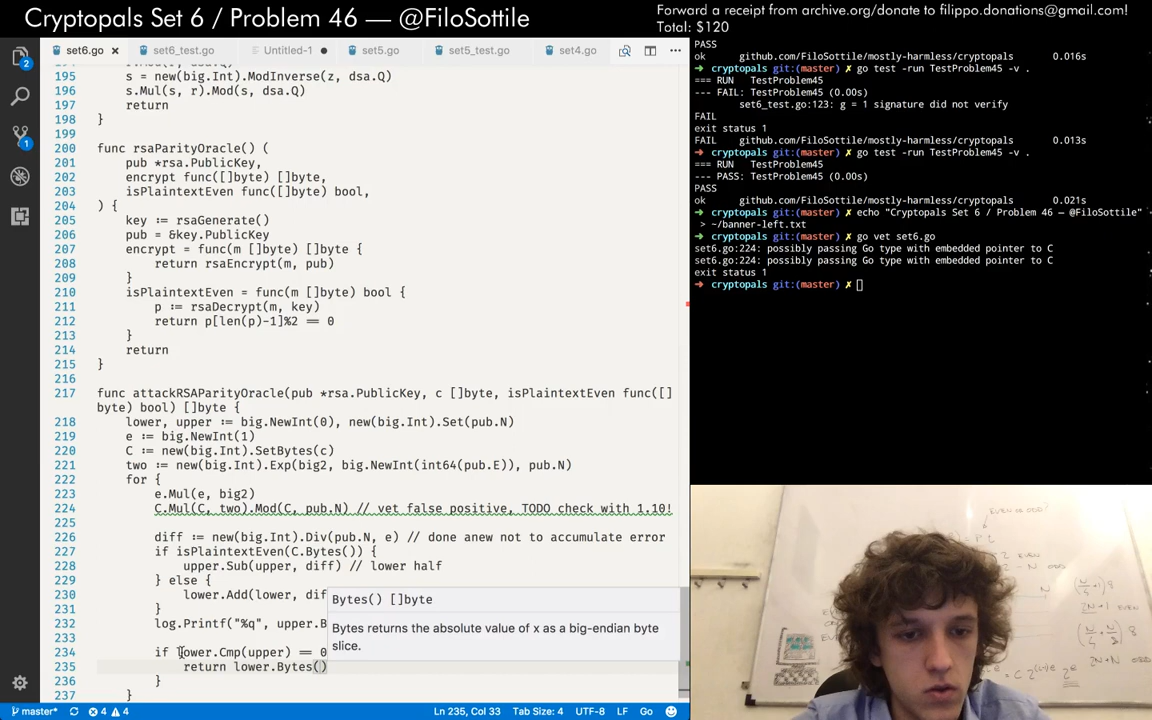 Cryptopals Set 6 / Problem 46 — @FiloSottile
Forward a receipt from archive.org/donate to filippo.donations@gmail.com!
Total: $120
set6.go
set6_test.go
Untitled-1
set5.go
set5_test.go
set4.go
195 s = new(big.Int).ModInverse(z, dsa.Q)
196 s.Mul(s, r).Mod(s, dsa.Q)
197 return
198 }
199
200 func rsaParityOracle() (
201 pub *rsa.PublicKey,
202 encrypt func([]byte) []byte,
203 isPlaintextEven func([]byte) bool,
204 ) {
205 key := rsaGenerate()
206 pub = &key.PublicKey
207 encrypt = func(m []byte) []byte {
208 return rsaEncrypt(m, pub)
209 }
210 isPlaintextEven = func(m []byte) bool {
211 p := rsaDecrypt(m, key)
212 return p[len(p)-1]%2 == 0
213 }
214 return
215 }
216
217 func attackRSAParityOracle(pub *rsa.PublicKey, c []byte, isPlaintextEven func([]
byte) bool) []byte {
218 lower, upper := big.NewInt(0), new(big.Int).Set(pub.N)
219 e := big.NewInt(1)
220 C := new(big.Int).SetBytes(c)
221 two := new(big.Int).Exp(big2, big.NewInt(int64(pub.E)), pub.N)
222 for {
223 e.Mul(e, big2)
224 C.Mul(C, two).Mod(C, pub.N) // vet false positive, TODO check with 1.10!
225
226 diff := new(big.Int).Div(pub.N, e) // done anew not to accumulate error
227 if isPlaintextEven(C.Bytes()) {
228 upper.Sub(upper, diff) // lower half
229 } else {
230 lower.Add(lower, dif
231 }
232 log.Printf("%q", upper.B
233
234 if lower.Cmp(upper) == 0
235 return lower.Bytes()
236 }
237 }
Bytes() []byte
Bytes returns the absolute value of x as a big-endian byte
slice.
master*
4
4
Ln 235, Col 33
Tab Size: 4
UTF-8
LF
Go
PASS
ok github.com/FiloSottile/mostly-harmless/cryptopals 0.016s
➜ cryptopals git:(master) ✗ go test -run TestProblem45 -v .
=== RUN TestProblem45
--- FAIL: TestProblem45 (0.00s)
set6_test.go:123: g = 1 signature did not verify
FAIL
exit status 1
FAIL github.com/FiloSottile/mostly-harmless/cryptopals 0.013s
➜ cryptopals git:(master) ✗ go test -run TestProblem45 -v .
=== RUN TestProblem45
--- PASS: TestProblem45 (0.00s)
PASS
ok github.com/FiloSottile/mostly-harmless/cryptopals 0.021s
➜ cryptopals git:(master) ✗ echo "Cryptopals Set 6 / Problem 46 — @FiloSottile"
> ~/banner-left.txt
➜ cryptopals git:(master) ✗ go vet set6.go
set6.go:224: possibly passing Go type with embedded pointer to C
set6.go:224: possibly passing Go type with embedded pointer to C
exit status 1
➜ cryptopals git:(master) ✗